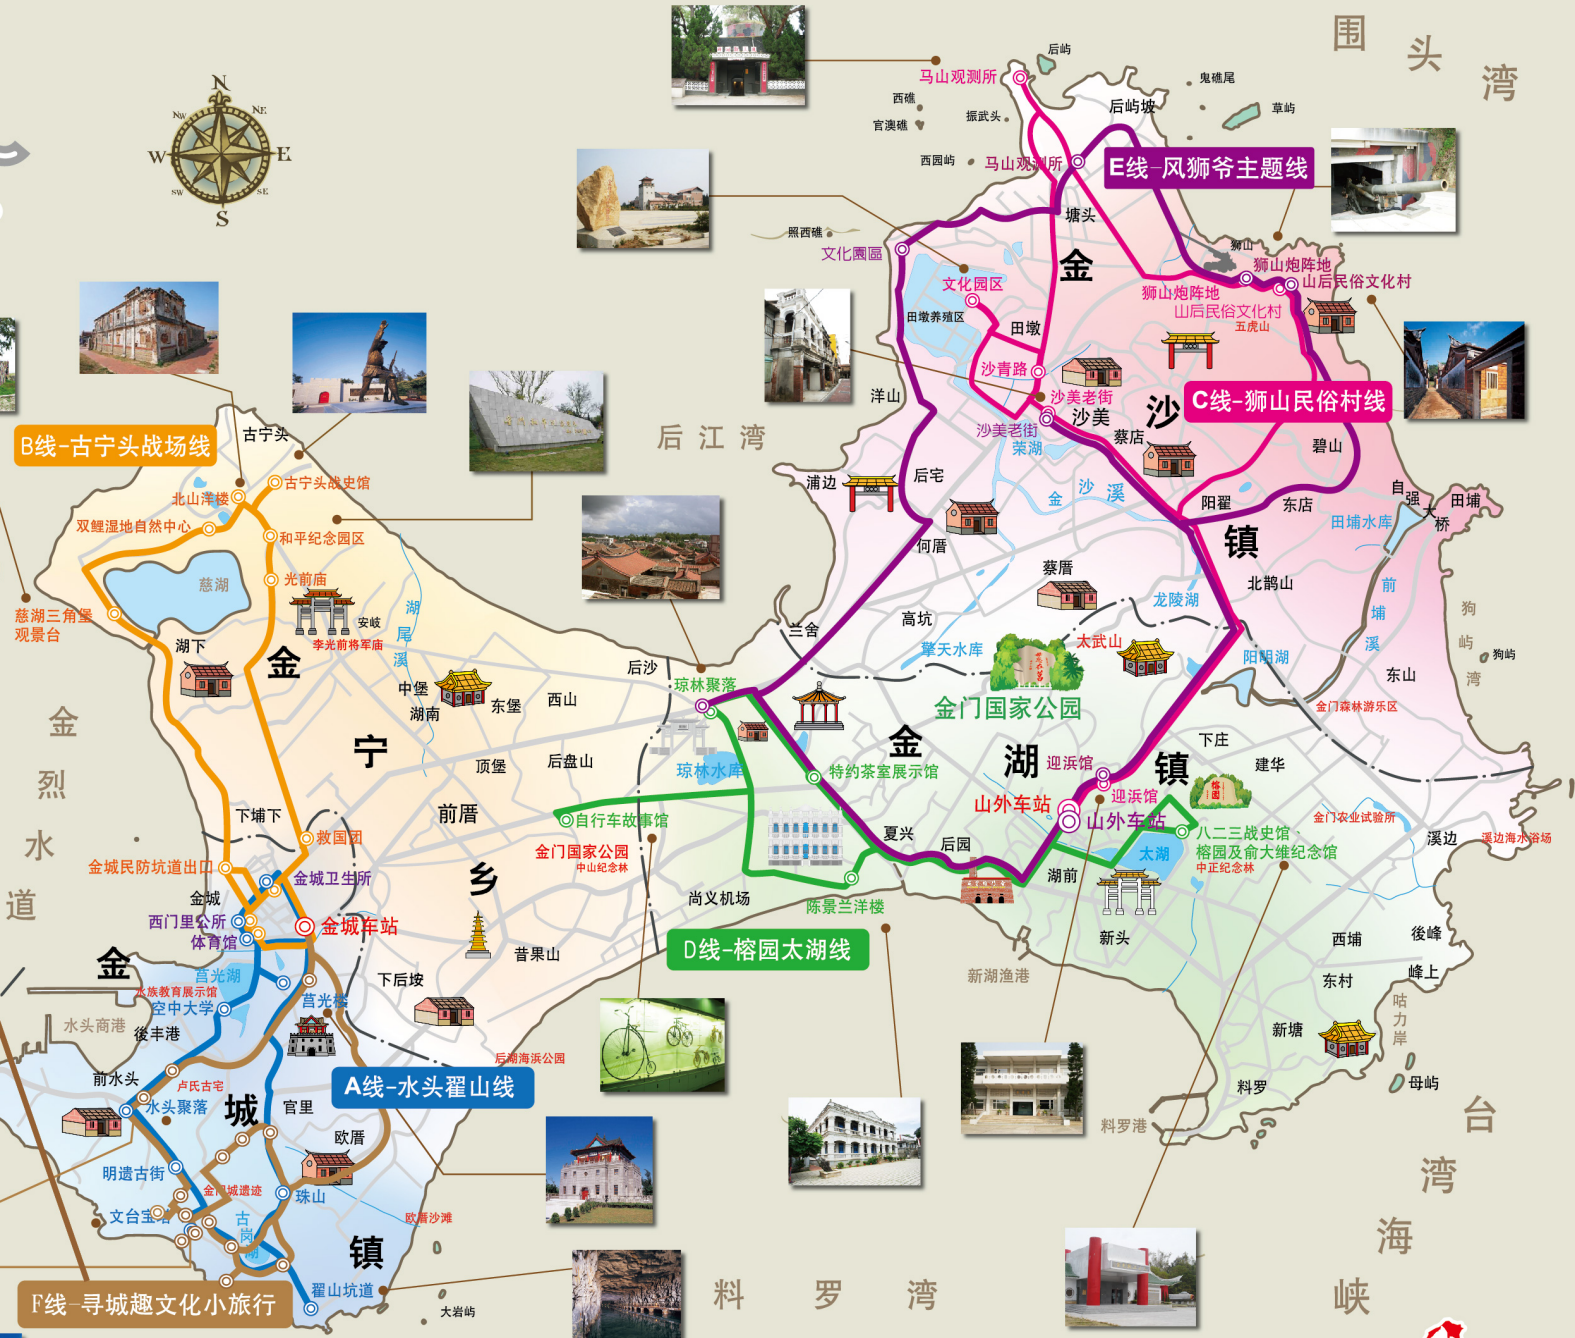 围头湾
N
NW
NE
W
E
SW
SE
S
后屿
马山观测所
鬼礁尾
西礁
官澳礁
振武头
后屿坡
草屿
西园屿
马山观测所
E线-风狮爷主题线
塘头
照西礁
文化園區
金
狮山
狮山炮阵地
文化园区
狮山炮阵地
山后民俗文化村
山后民俗文化村
五虎山
田墩养殖区
田墩
沙青路
洋山
沙美老街
沙美
沙
C线-狮山民俗村线
沙美老街
蔡店
荣湖
碧山
后江湾
B线-古宁头战场线
古宁头
浦边
后宅
金沙溪
阳翟
东店
自强大桥
田埔
田埔水库
古宁头战史馆
北山洋楼
双鲤湿地自然中心
和平纪念园区
镇
何厝
蔡厝
北鹊山
前埔溪
光前庙
慈湖
龙陵湖
狗屿湾
狗屿
慈湖三角堡
观景台
湖下
金
安岐
李光前将军庙
湖尾溪
兰舍
高坑
擎天水库
太武山
阳明湖
东山
后沙
琼林聚落
金门国家公园
金门森林游乐区
中堡
湖南
东堡
西山
金烈水道
宁
顶堡
后盘山
琼林水库
特约茶室展示馆
金
湖
镇
下庄
建华
迎浜馆
迎浜馆
山外车站
山外车站
下埔下
前厝
自行车故事馆
金门国家公园
中山纪念林
夏兴
后园
太湖
八二三战史馆
榕园及俞大维纪念馆
中正纪念林
金门农业试验所
溪边
溪边海水浴场
救国团
金城民防坑道出口
金城卫生所
乡
湖前
金城
西门里公所
体育馆
金城车站
尚义机场
陈景兰洋楼
D线-榕园太湖线
新头
西埔
後峰
峰上
东村
昔果山
金
莒光湖
水族教育展示馆
空中大学
莒光楼
下后垵
新湖渔港
水头商港
後丰港
咕力岸
新塘
后湖海浜公园
A线-水头翟山线
前水头
卢氏古宅
水头聚落
城
官里
料罗
母屿
欧厝
料罗港
明遗古街
金门城遗迹
珠山
文台宝塔
古岗湖
欧厝沙滩
镇
翟山坑道
F线-寻城趣文化小旅行
大岩屿
料罗湾
台湾海峡